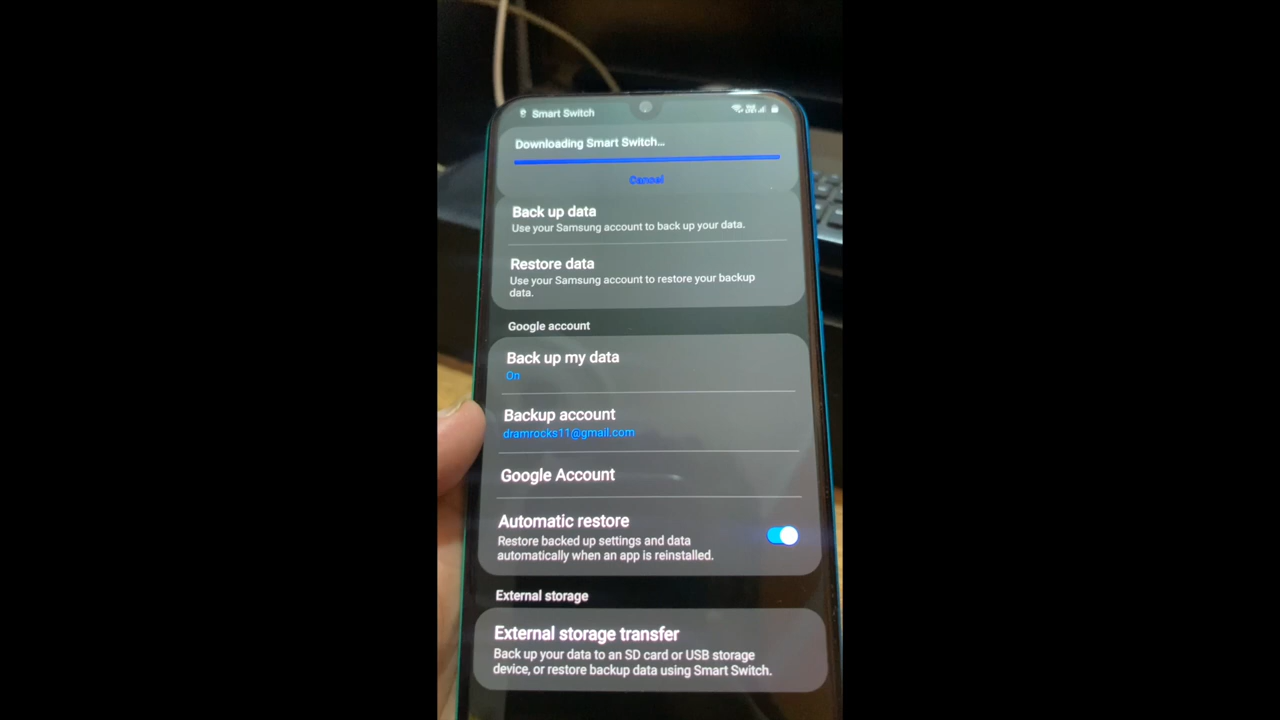 Smart Switch
Downloading Smart Switch...
Cancel
Back up data
Use your Samsung account to back up your data.
Restore data
Use your Samsung account to restore your backup
data.
Google account
Back up my data
On
Backup account
dramrocks11@gmail.com
Google Account
Automatic restore
Restore backed up settings and data
automatically when an app is reinstalled.
External storage
External storage transfer
Back up your data to an SD card or USB storage
device, or restore backup data using Smart Switch.